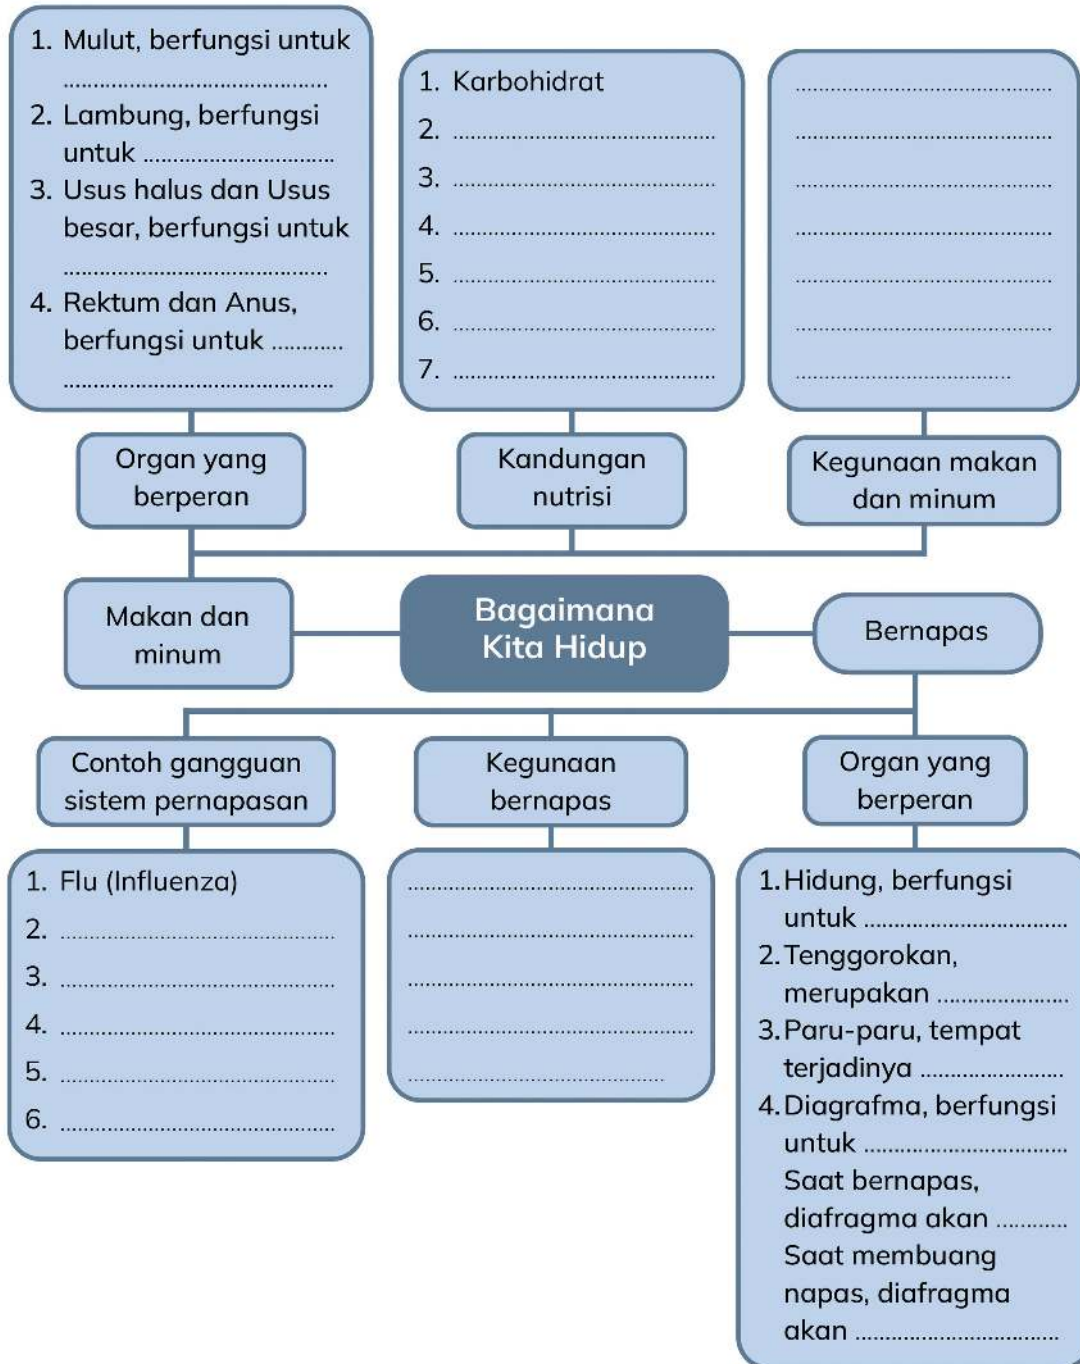 1. Mulut, berfungsi untuk
............................................
2. Lambung, berfungsi
untuk ................................
3. Usus halus dan Usus
besar, berfungsi untuk
............................................
4. Rektum dan Anus,
berfungsi untuk ............
.............................................
1. Karbohidrat
2. ............................................
3. ............................................
4. ............................................
5. ............................................
6. ............................................
7. ............................................
...........................................
...........................................
...........................................
...........................................
...........................................
...........................................
....................................
Organ yang
berperan
Kandungan
nutrisi
Kegunaan makan
dan minum
Makan dan
minum
Bagaimana
Kita Hidup
Bernapas
Contoh gangguan
sistem pernapasan
Kegunaan
bernapas
Organ yang
berperan
1. Flu (Influenza)
2. ..............................................
3. ..............................................
4. ..............................................
5. ..............................................
6. ..............................................
................................................
................................................
................................................
................................................
...........................................
1. Hidung, berfungsi
untuk ..................................
2. Tenggorokan,
merupakan ......................
3. Paru-paru, tempat
terjadinya ........................
4. Diagrafma, berfungsi
untuk ..................................
Saat bernapas,
diafragma akan ............
Saat membuang
napas, diafragma
akan ..................................